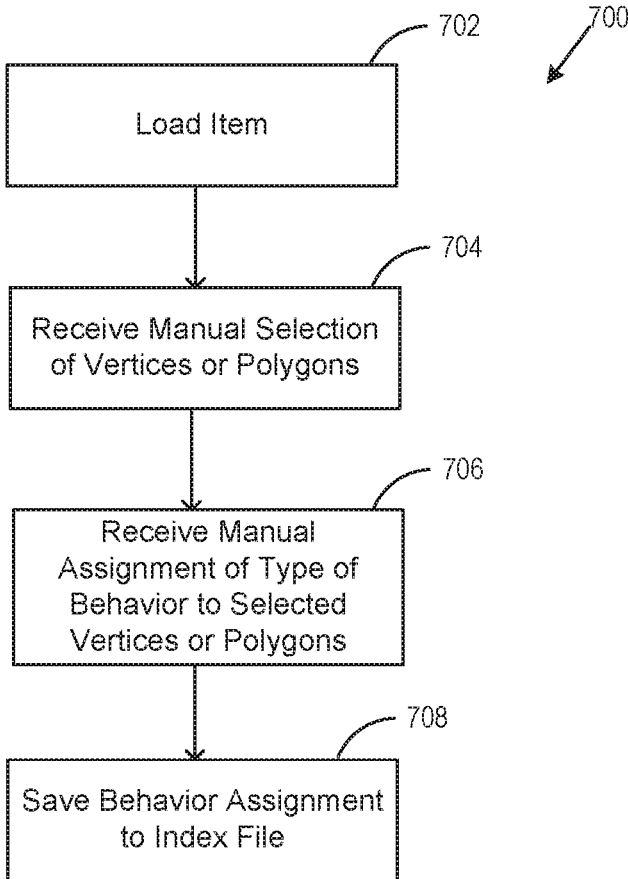 702
700
Load Item
704
Receive Manual Selection
of Vertices or Polygons
706
Receive Manual
Assignment of Type of
Behavior to Selected
Vertices or Polygons
708
Save Behavior Assignment
to Index File